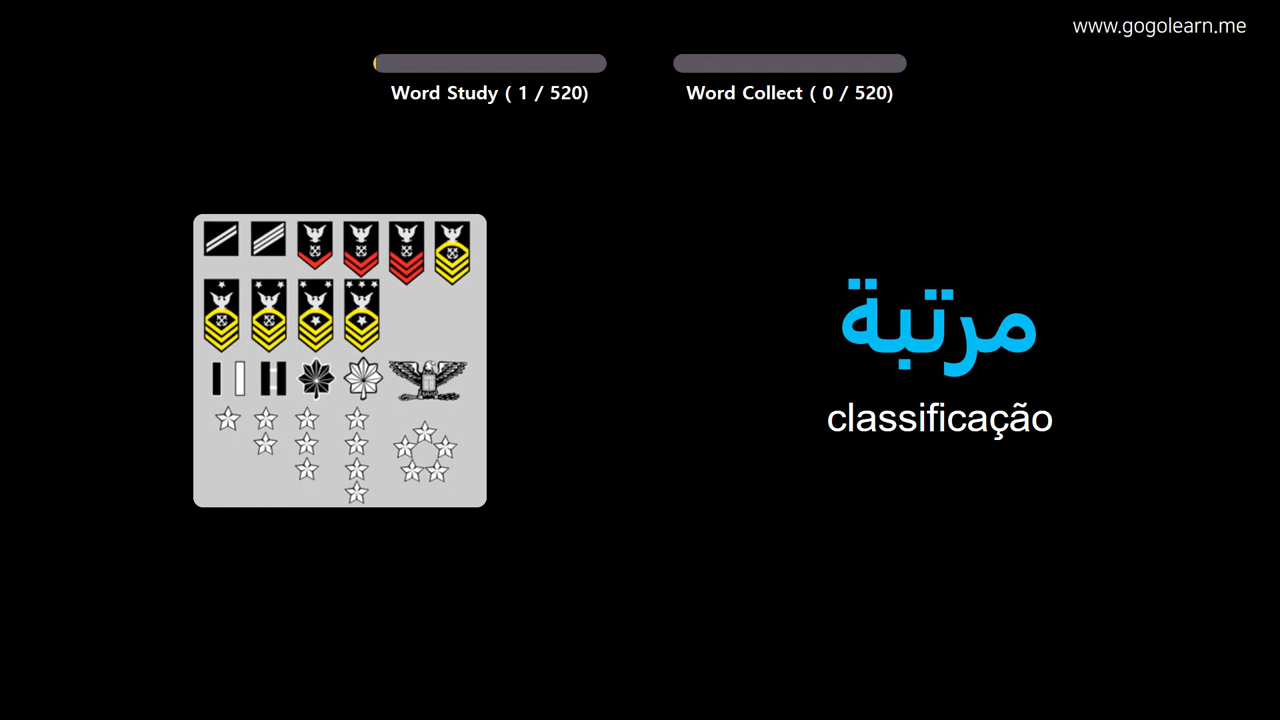 www.gogolearn.me
Word Study ( 1 / 520)
Word Collect ( 0 / 520)
مرتبة
classificação